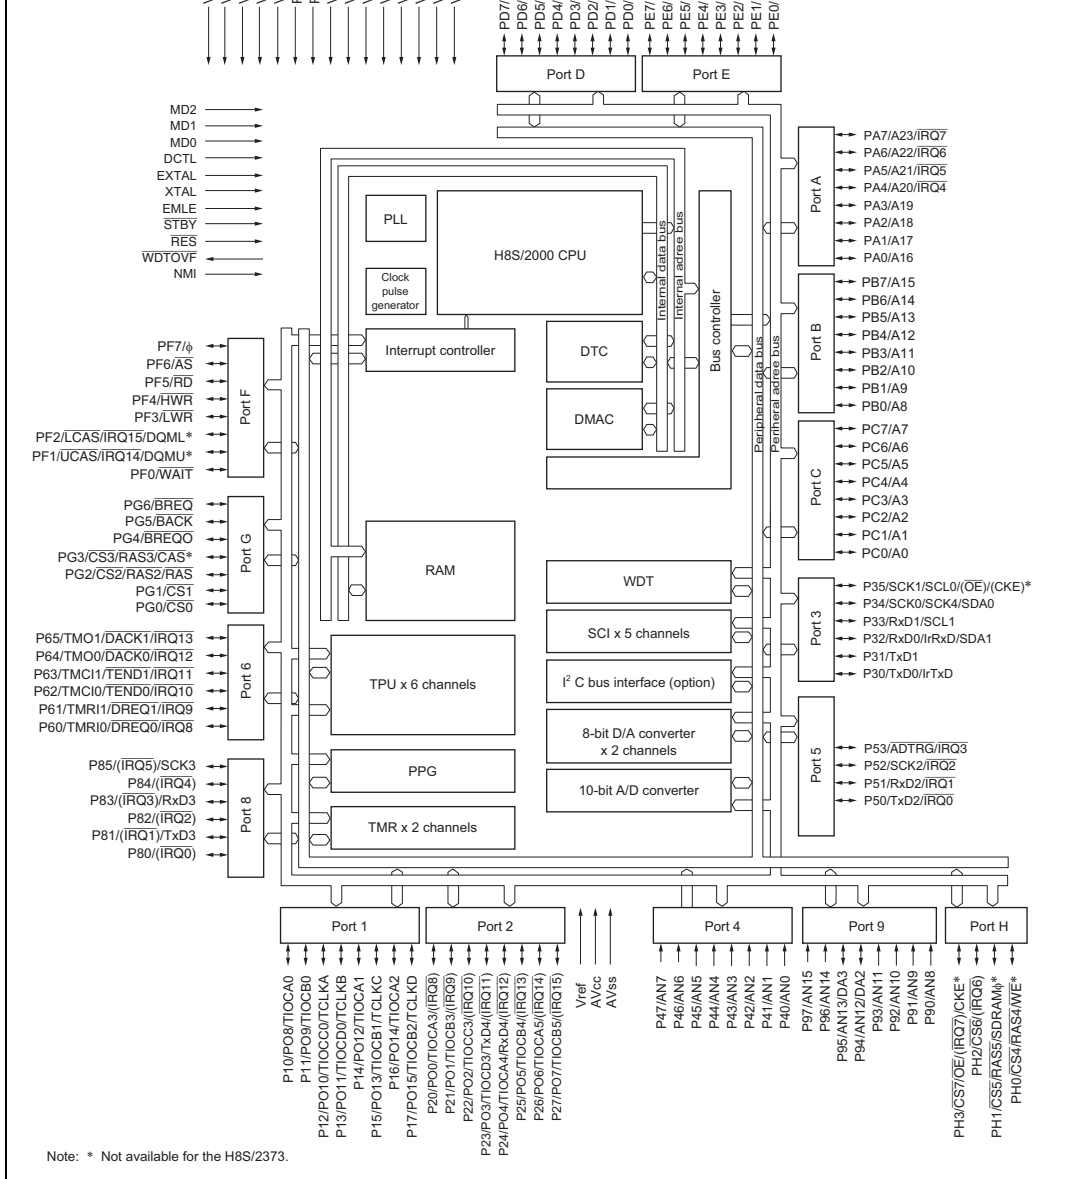 PD7/
PD6/
PD5/
PD4/
PD3/
PD2/
PD1/
PD0/
PE7/
PE6/
PE5/
PE4/
PE3/
PE2/
PE1/
PE0/
Port D
Port E
MD2
MD1
MD0
DCTL
EXTAL
XTAL
EMLE
STBY
RES
WDTOVF
NMI
PLL
Clock
pulse
generator
H8S/2000 CPU
Interrupt controller
DTC
DMAC
Internal data bus
Internal adree bus
Bus controller
Peripheral data bus
Periheral adree bus
Port A
PA7/A23/IRQ7
PA6/A22/IRQ6
PA5/A21/IRQ5
PA4/A20/IRQ4
PA3/A19
PA2/A18
PA1/A17
PA0/A16
Port B
PB7/A15
PB6/A14
PB5/A13
PB4/A12
PB3/A11
PB2/A10
PB1/A9
PB0/A8
Port C
PC7/A7
PC6/A6
PC5/A5
PC4/A4
PC3/A3
PC2/A2
PC1/A1
PC0/A0
Port 3
P35/SCK1/SCL0/(OE)/(CKE)*
P34/SCK0/SCK4/SDA0
P33/RxD1/SCL1
P32/RxD0/IrRxD/SDA1
P31/TxD1
P30/TxD0/IrTxD
Port 5
P53/ADTRG/IRQ3
P52/SCK2/IRQ2
P51/RxD2/IRQ1
P50/TxD2/IRQ0
PF7/ϕ
PF6/AS
PF5/RD
PF4/HWR
PF3/LWR
PF2/LCAS/IRQ15/DQML*
PF1/UCAS/IRQ14/DQMU*
PF0/WAIT
Port F
PG6/BREQ
PG5/BACK
PG4/BREQO
PG3/CS3/RAS3/CAS*
PG2/CS2/RAS2/RAS
PG1/CS1
PG0/CS0
Port G
P65/TMO1/DACK1/IRQ13
P64/TMO0/DACK0/IRQ12
P63/TMCI1/TEND1/IRQ11
P62/TMCI0/TEND0/IRQ10
P61/TMRI1/DREQ1/IRQ9
P60/TMRI0/DREQ0/IRQ8
Port 6
P85/(IRQ5)/SCK3
P84/(IRQ4)
P83/(IRQ3)/RxD3
P82/(IRQ2)
P81/(IRQ1)/TxD3
P80/(IRQ0)
Port 8
RAM
TPU x 6 channels
PPG
TMR x 2 channels
WDT
SCI x 5 channels
I² C bus interface (option)
8-bit D/A converter
x 2 channels
10-bit A/D converter
Port 1
Port 2
Port 4
Port 9
Port H
P10/PO8/TIOCA0
P11/PO9/TIOCB0
P12/PO10/TIOCC0/TCLKA
P13/PO11/TIOCD0/TCLKB
P14/PO12/TIOCA1
P15/PO13/TIOCB1/TCLKC
P16/PO14/TIOCA2
P17/PO15/TIOCB2/TCLKD
P20/PO0/TIOCA3/(IRQ8)
P21/PO1/TIOCB3/(IRQ9)
P22/PO2/TIOCC3/(IRQ10)
P23/PO3/TIOCD3/TxD4/(IRQ11)
P24/PO4/TIOCA4/RxD4/(IRQ12)
P25/PO5/TIOCB4/(IRQ13)
P26/PO6/TIOCA5/(IRQ14)
P27/PO7/TIOCB5/(IRQ15)
Vref
AVcc
AVss
P47/AN7
P46/AN6
P45/AN5
P44/AN4
P43/AN3
P42/AN2
P41/AN1
P40/AN0
P97/AN15
P96/AN14
P95/AN13/DA3
P94/AN12/DA2
P93/AN11
P92/AN10
P91/AN9
P90/AN8
PH3/CS7/OE/(IRQ7)/CKE*
PH2/CS6/(IRQ6)
PH1/CS5/RAS5/SDRAMϕ*
PH0/CS4/RAS4/WE*
Note: * Not available for the H8S/2373.